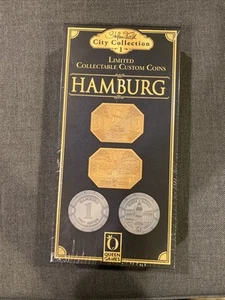 City Collection
1
LIMITED
COLLECTABLE CUSTOM COINS
HAMBURG
1
QUEEN
GAMES